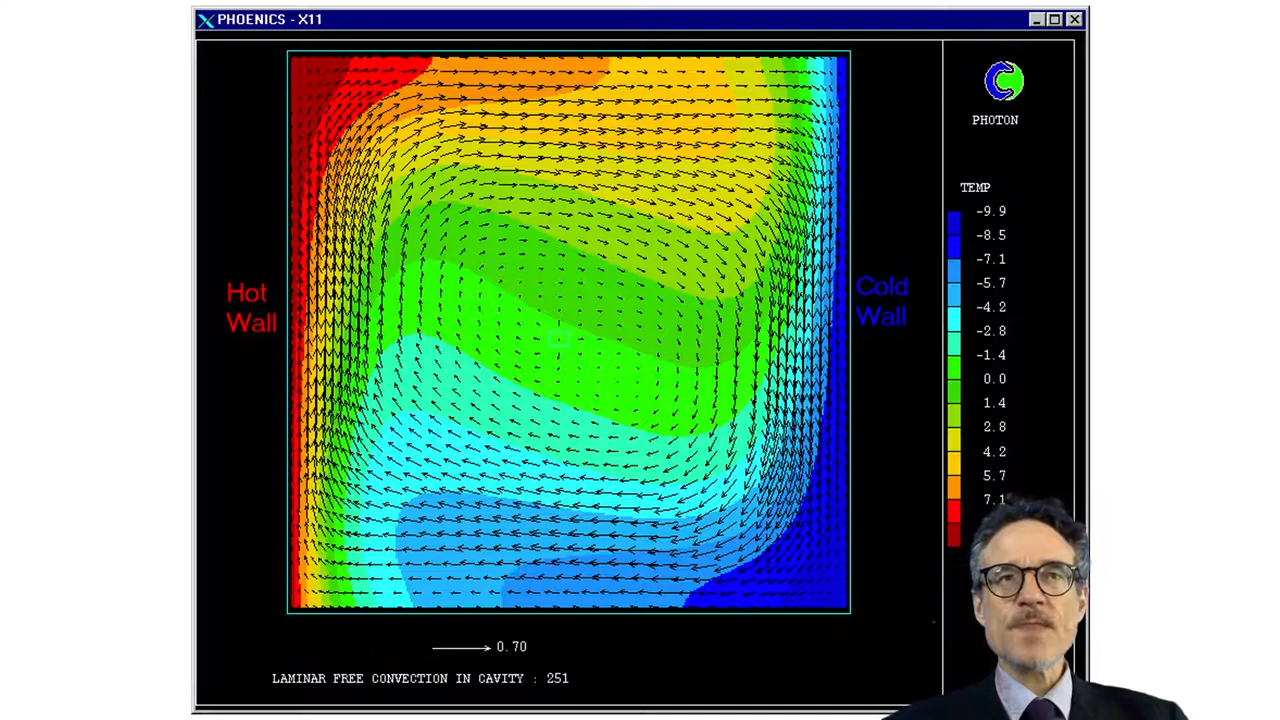 PHOENICS - X11
PHOTON
TEMP
-9.9
-8.5
-7.1
-5.7
-4.2
-2.8
-1.4
0.0
1.4
2.8
4.2
5.7
7.1
Hot
Wall
Cold
Wall
0.70
LAMINAR FREE CONVECTION IN CAVITY : 251